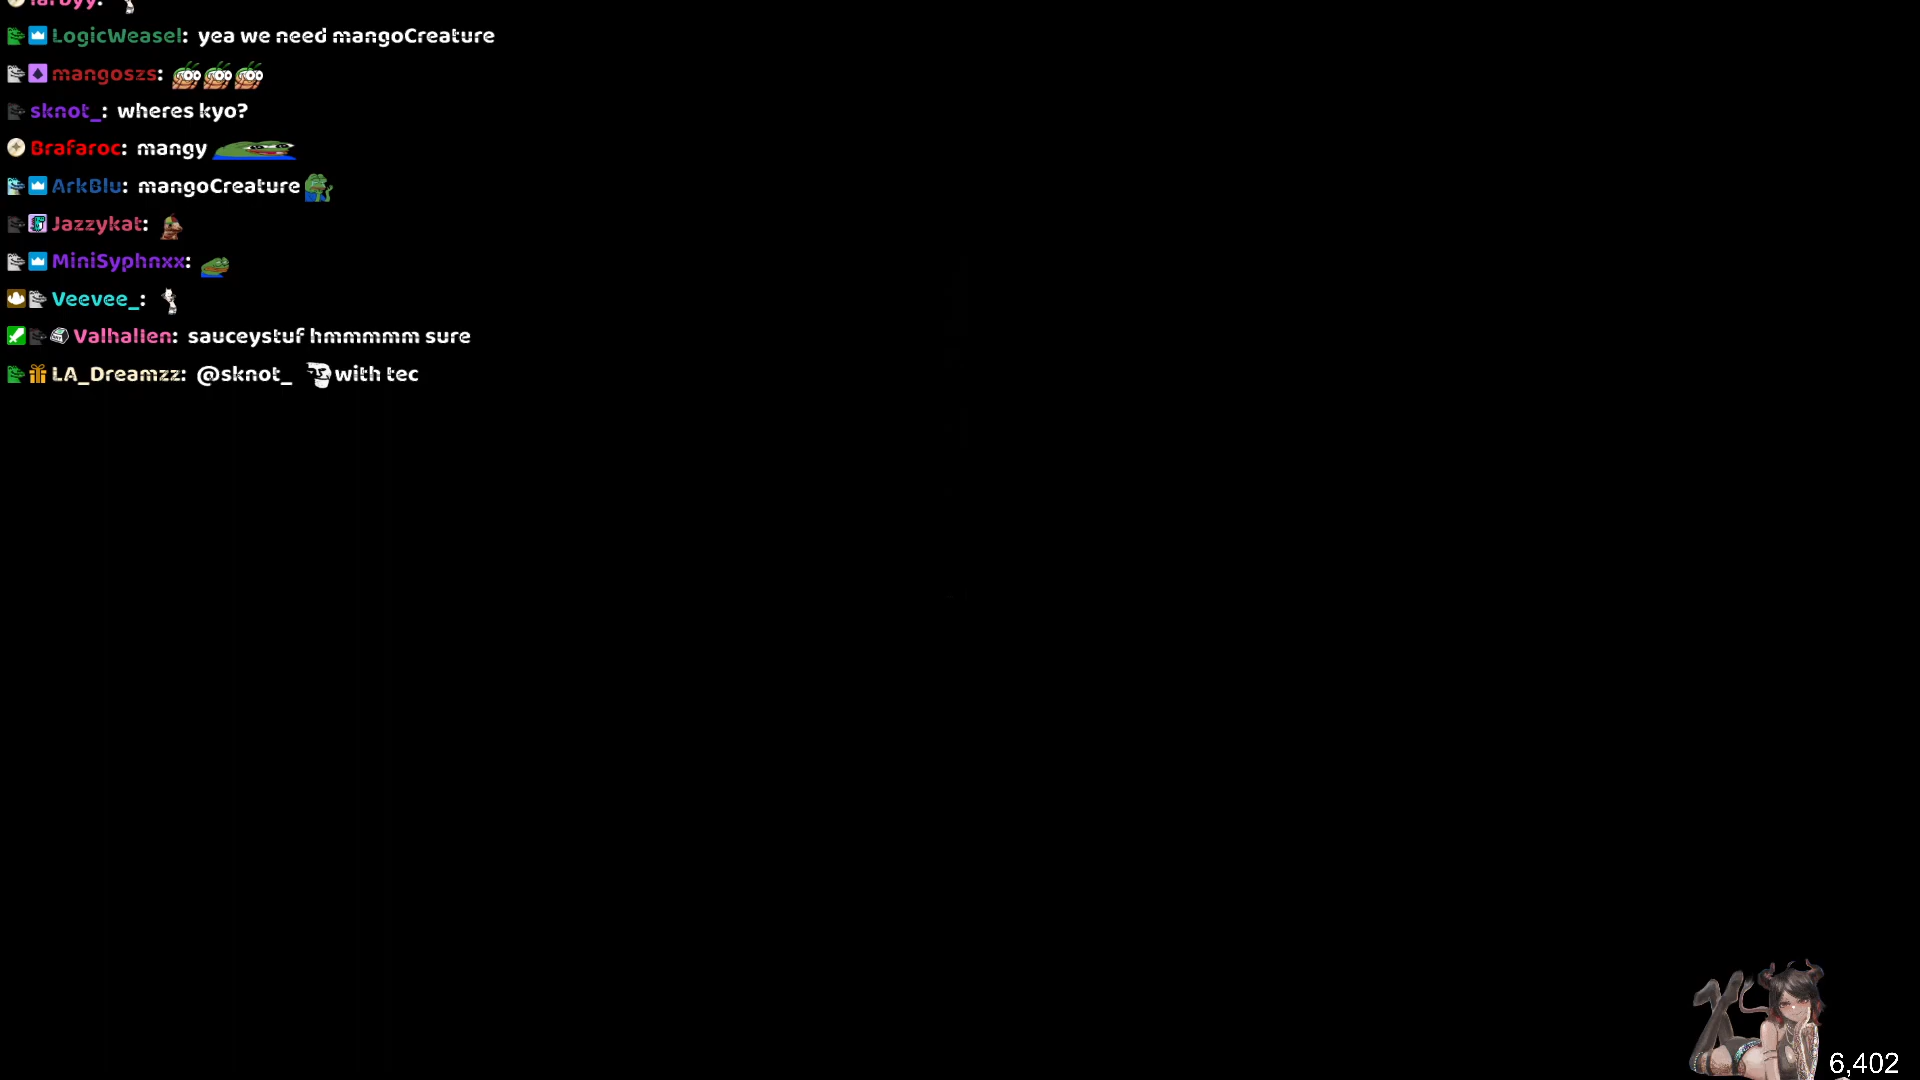 LogicWeasel: yea we need mangoCreature
mangoszs:
sknot_: wheres kyo?
Brafaroc: mangy
ArkBlu: mangoCreature
Jazzykat:
MiniSyphnxx:
Veevee_:
Valhallen: sauceystuf hmmmmm sure
LA_Dreamzz: @sknot_ with tec
6,402